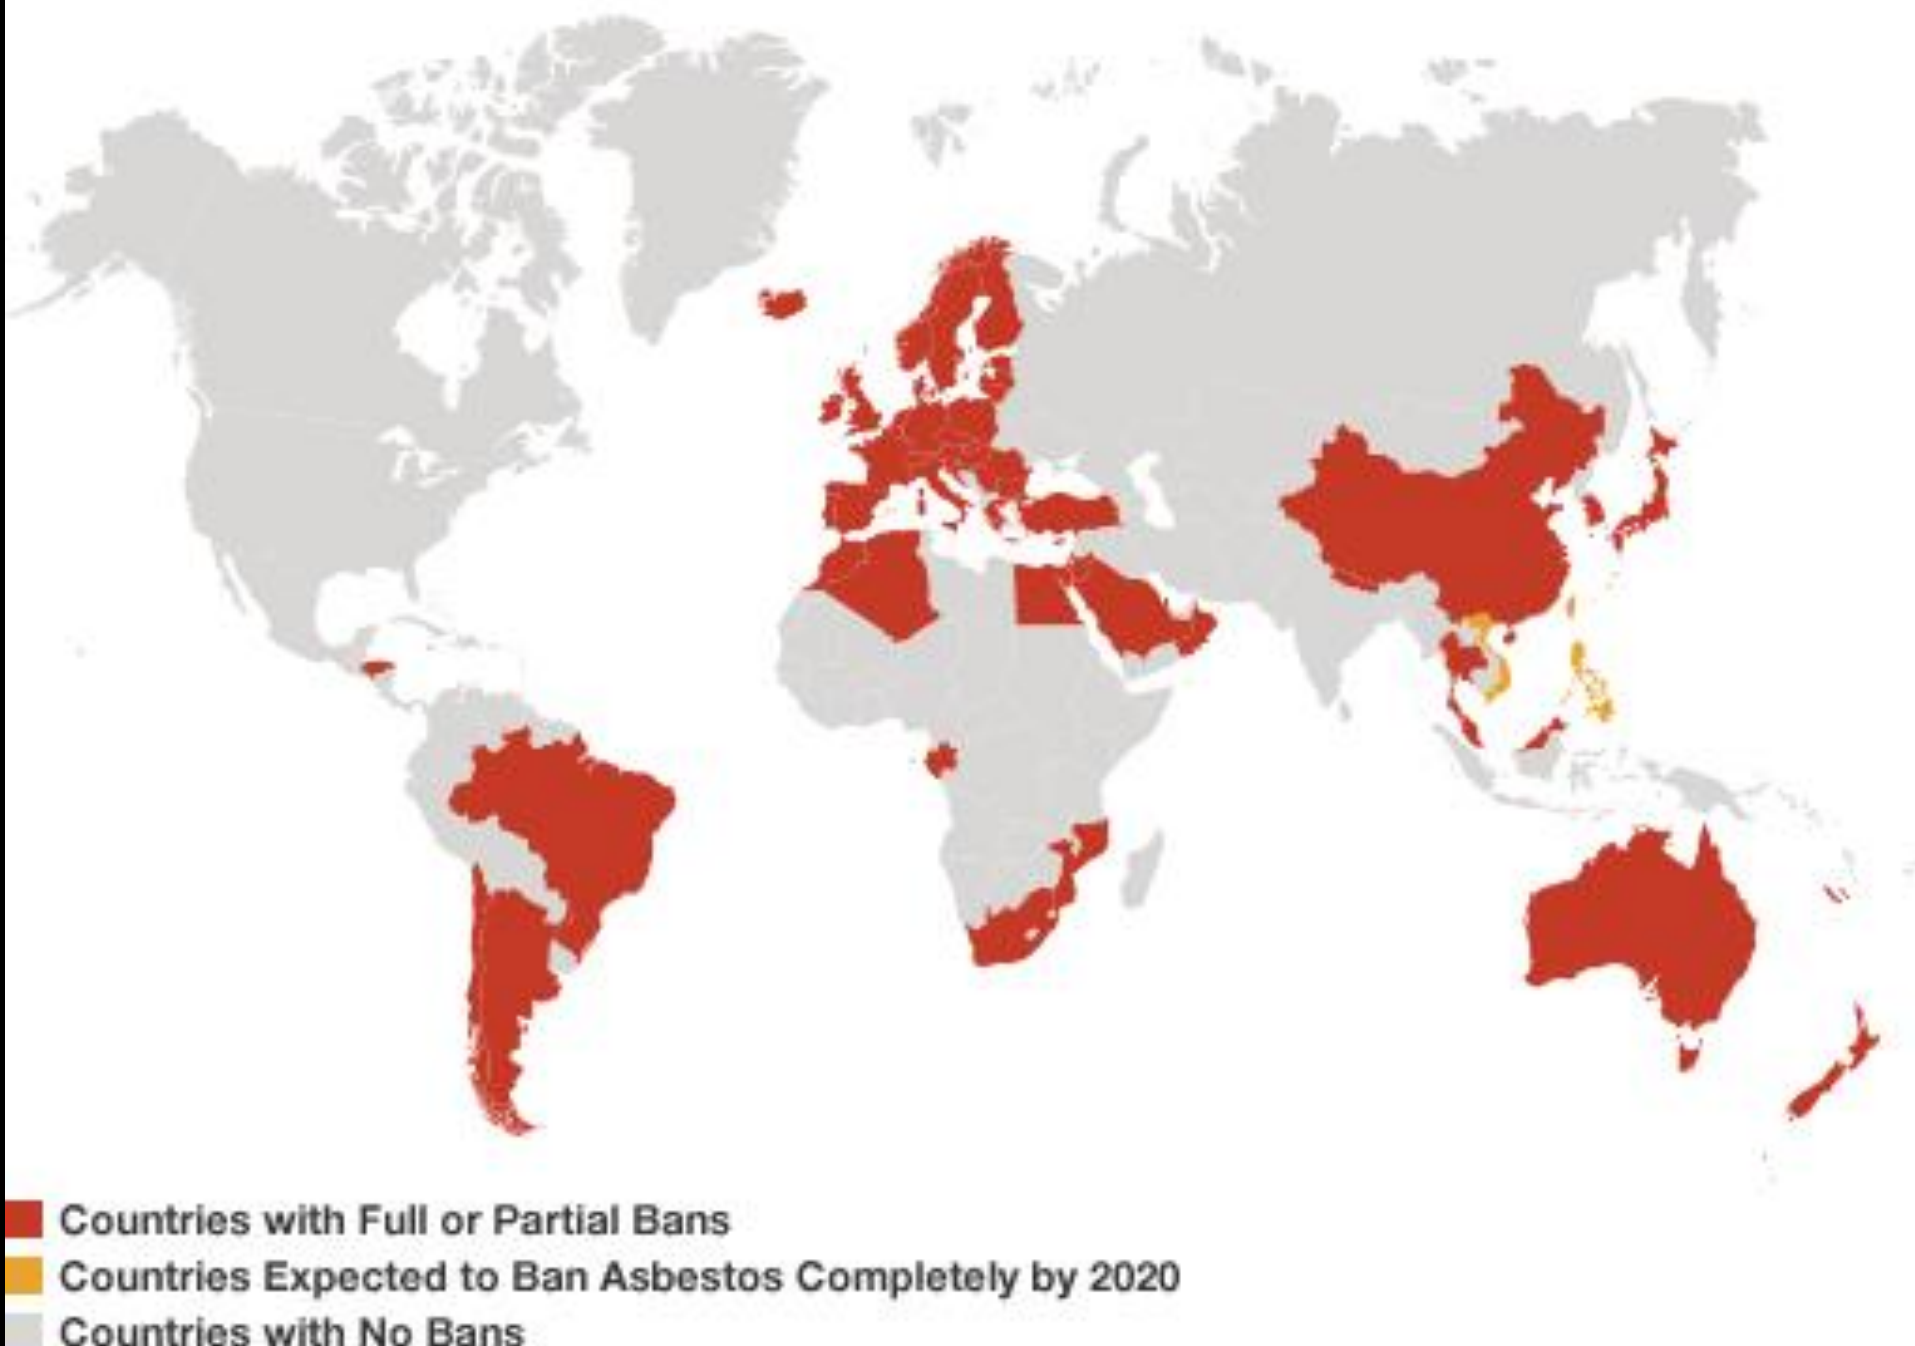 Countries with Full or Partial Bans
Countries Expected to Ban Asbestos Completely by 2020
Countries with No Bans